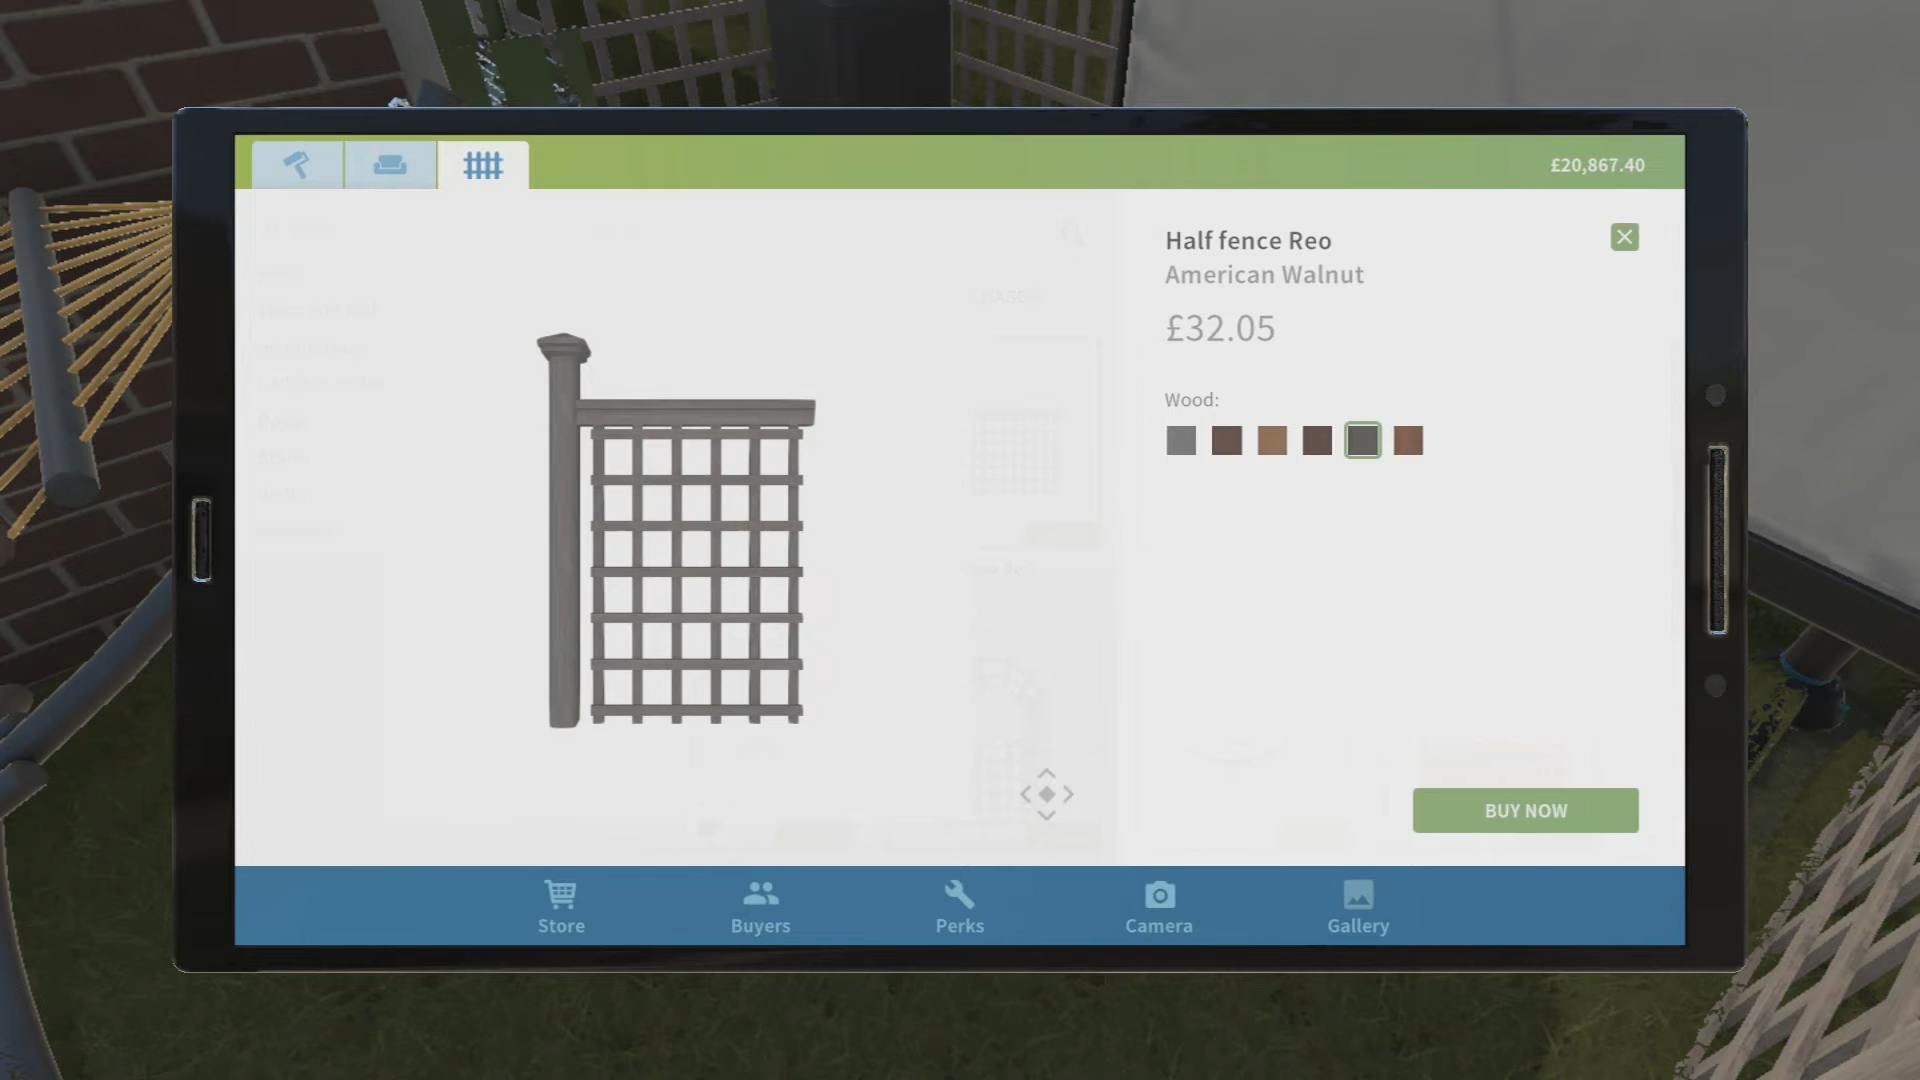 £20,867.40
Half fence Reo
American Walnut
£32.05
Wood:
BUY NOW
Store
Buyers
Perks
Camera
Gallery